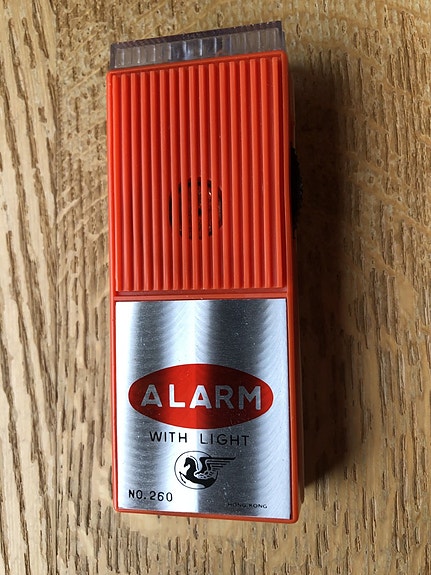 ALARM
WITH LIGHT
NO. 260
HONG KONG